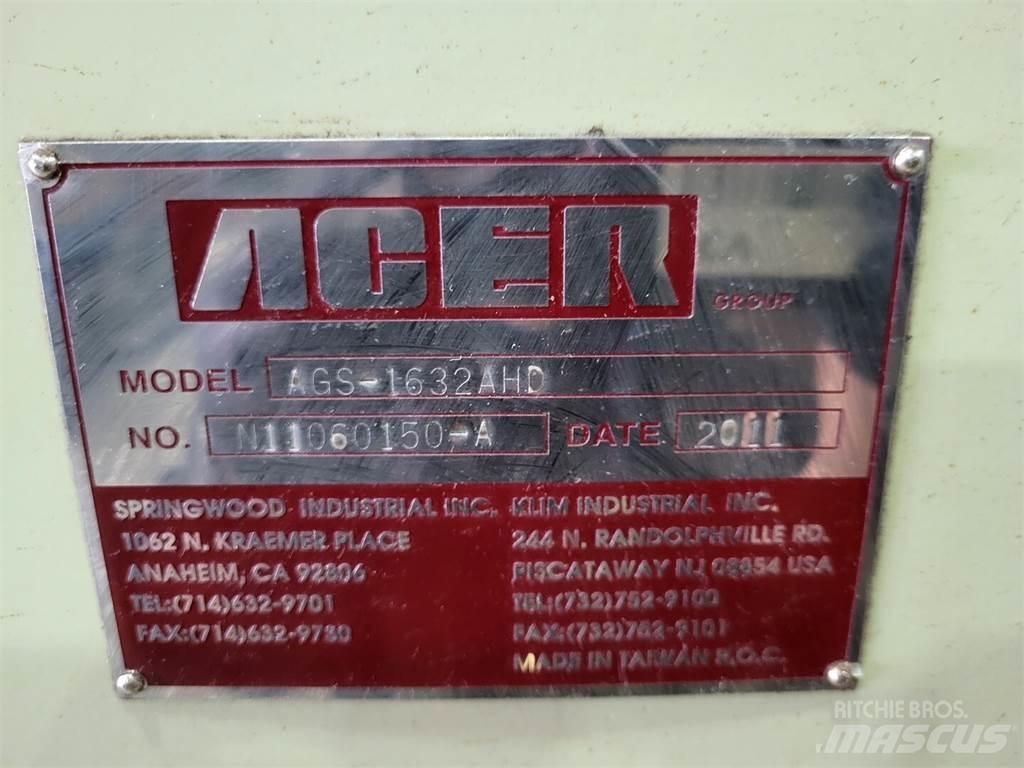 ACER GROUP
MODEL AGS-1632AHD
NO. N11060150-A DATE 2011
SPRINGWOOD INDUSTRIAL INC.
1062 N. KRAEMER PLACE
ANAHEIM, CA 92806
TEL:(714)632-9701
FAX:(714)632-9780
KLIM INDUSTRIAL INC.
244 N. RANDOLPHVILLE RD.
PISCATAWAY NJ 08854 USA
TEL:(732)752-9100
FAX:(732)752-9101
MADE IN TAIWAN R.O.C.
RITCHIE BROS.
MASCUS